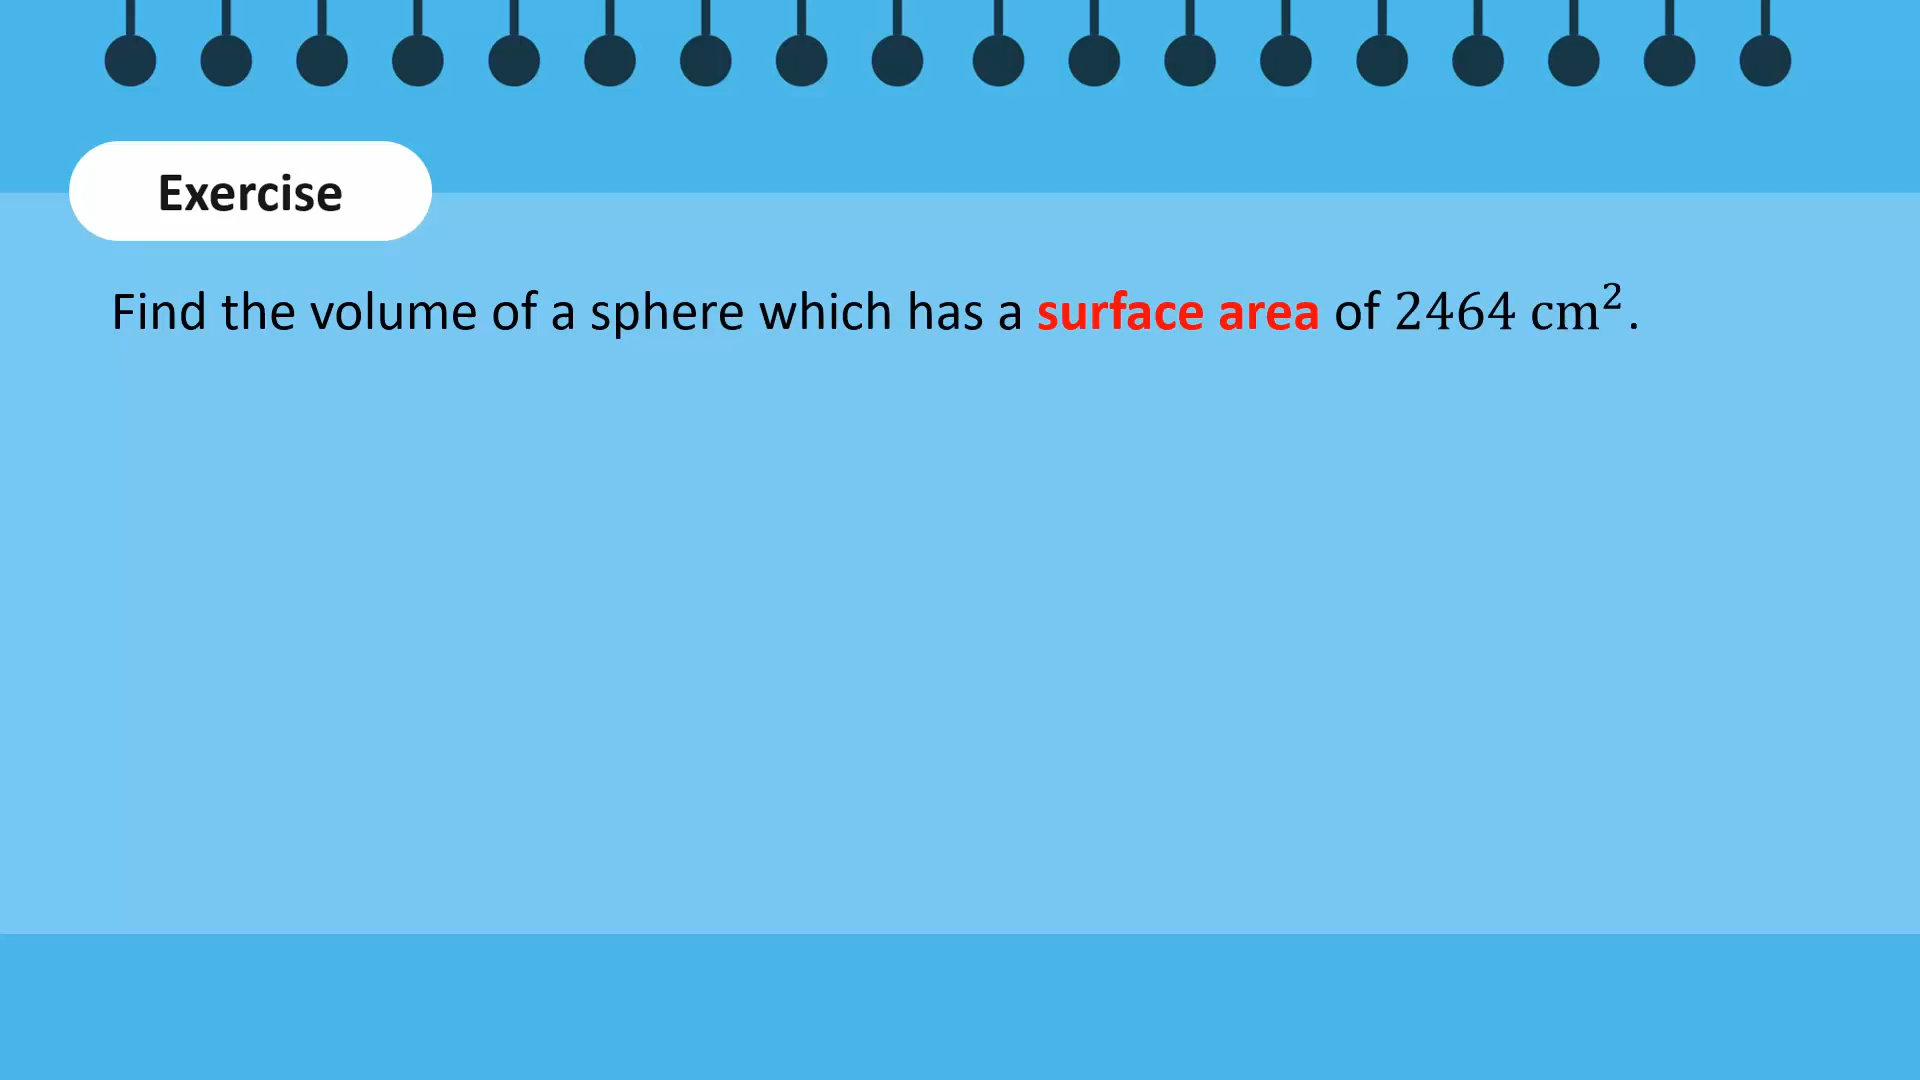 Exercise
Find the volume of a sphere which has a surface area of 2464 cm².